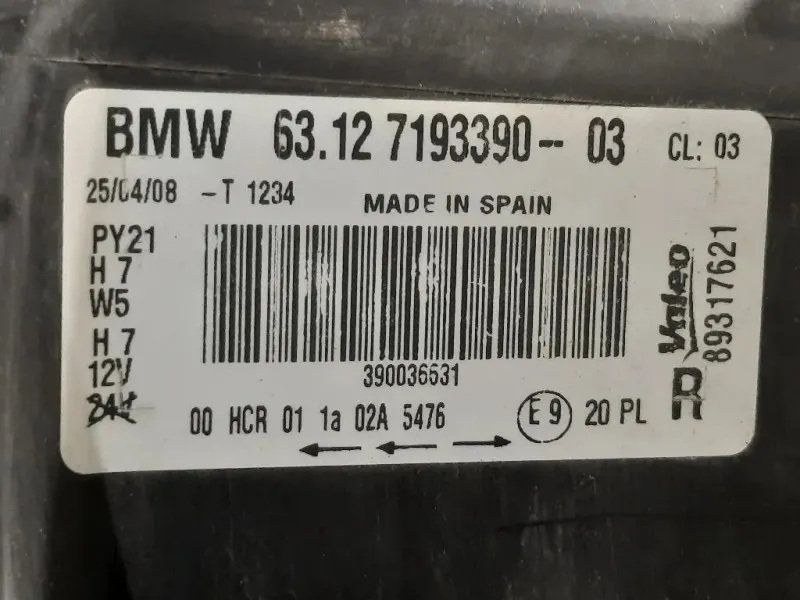 BMW 63.12 7193390-- 03 CL: 03
25/04/08 -T 1234
MADE IN SPAIN
PY21
H 7
W5
H 7
12V
24V
390036631
Valeo
89317621
R
00 HCR 01 1a 02A 5476 E9 20 PL
← ← →